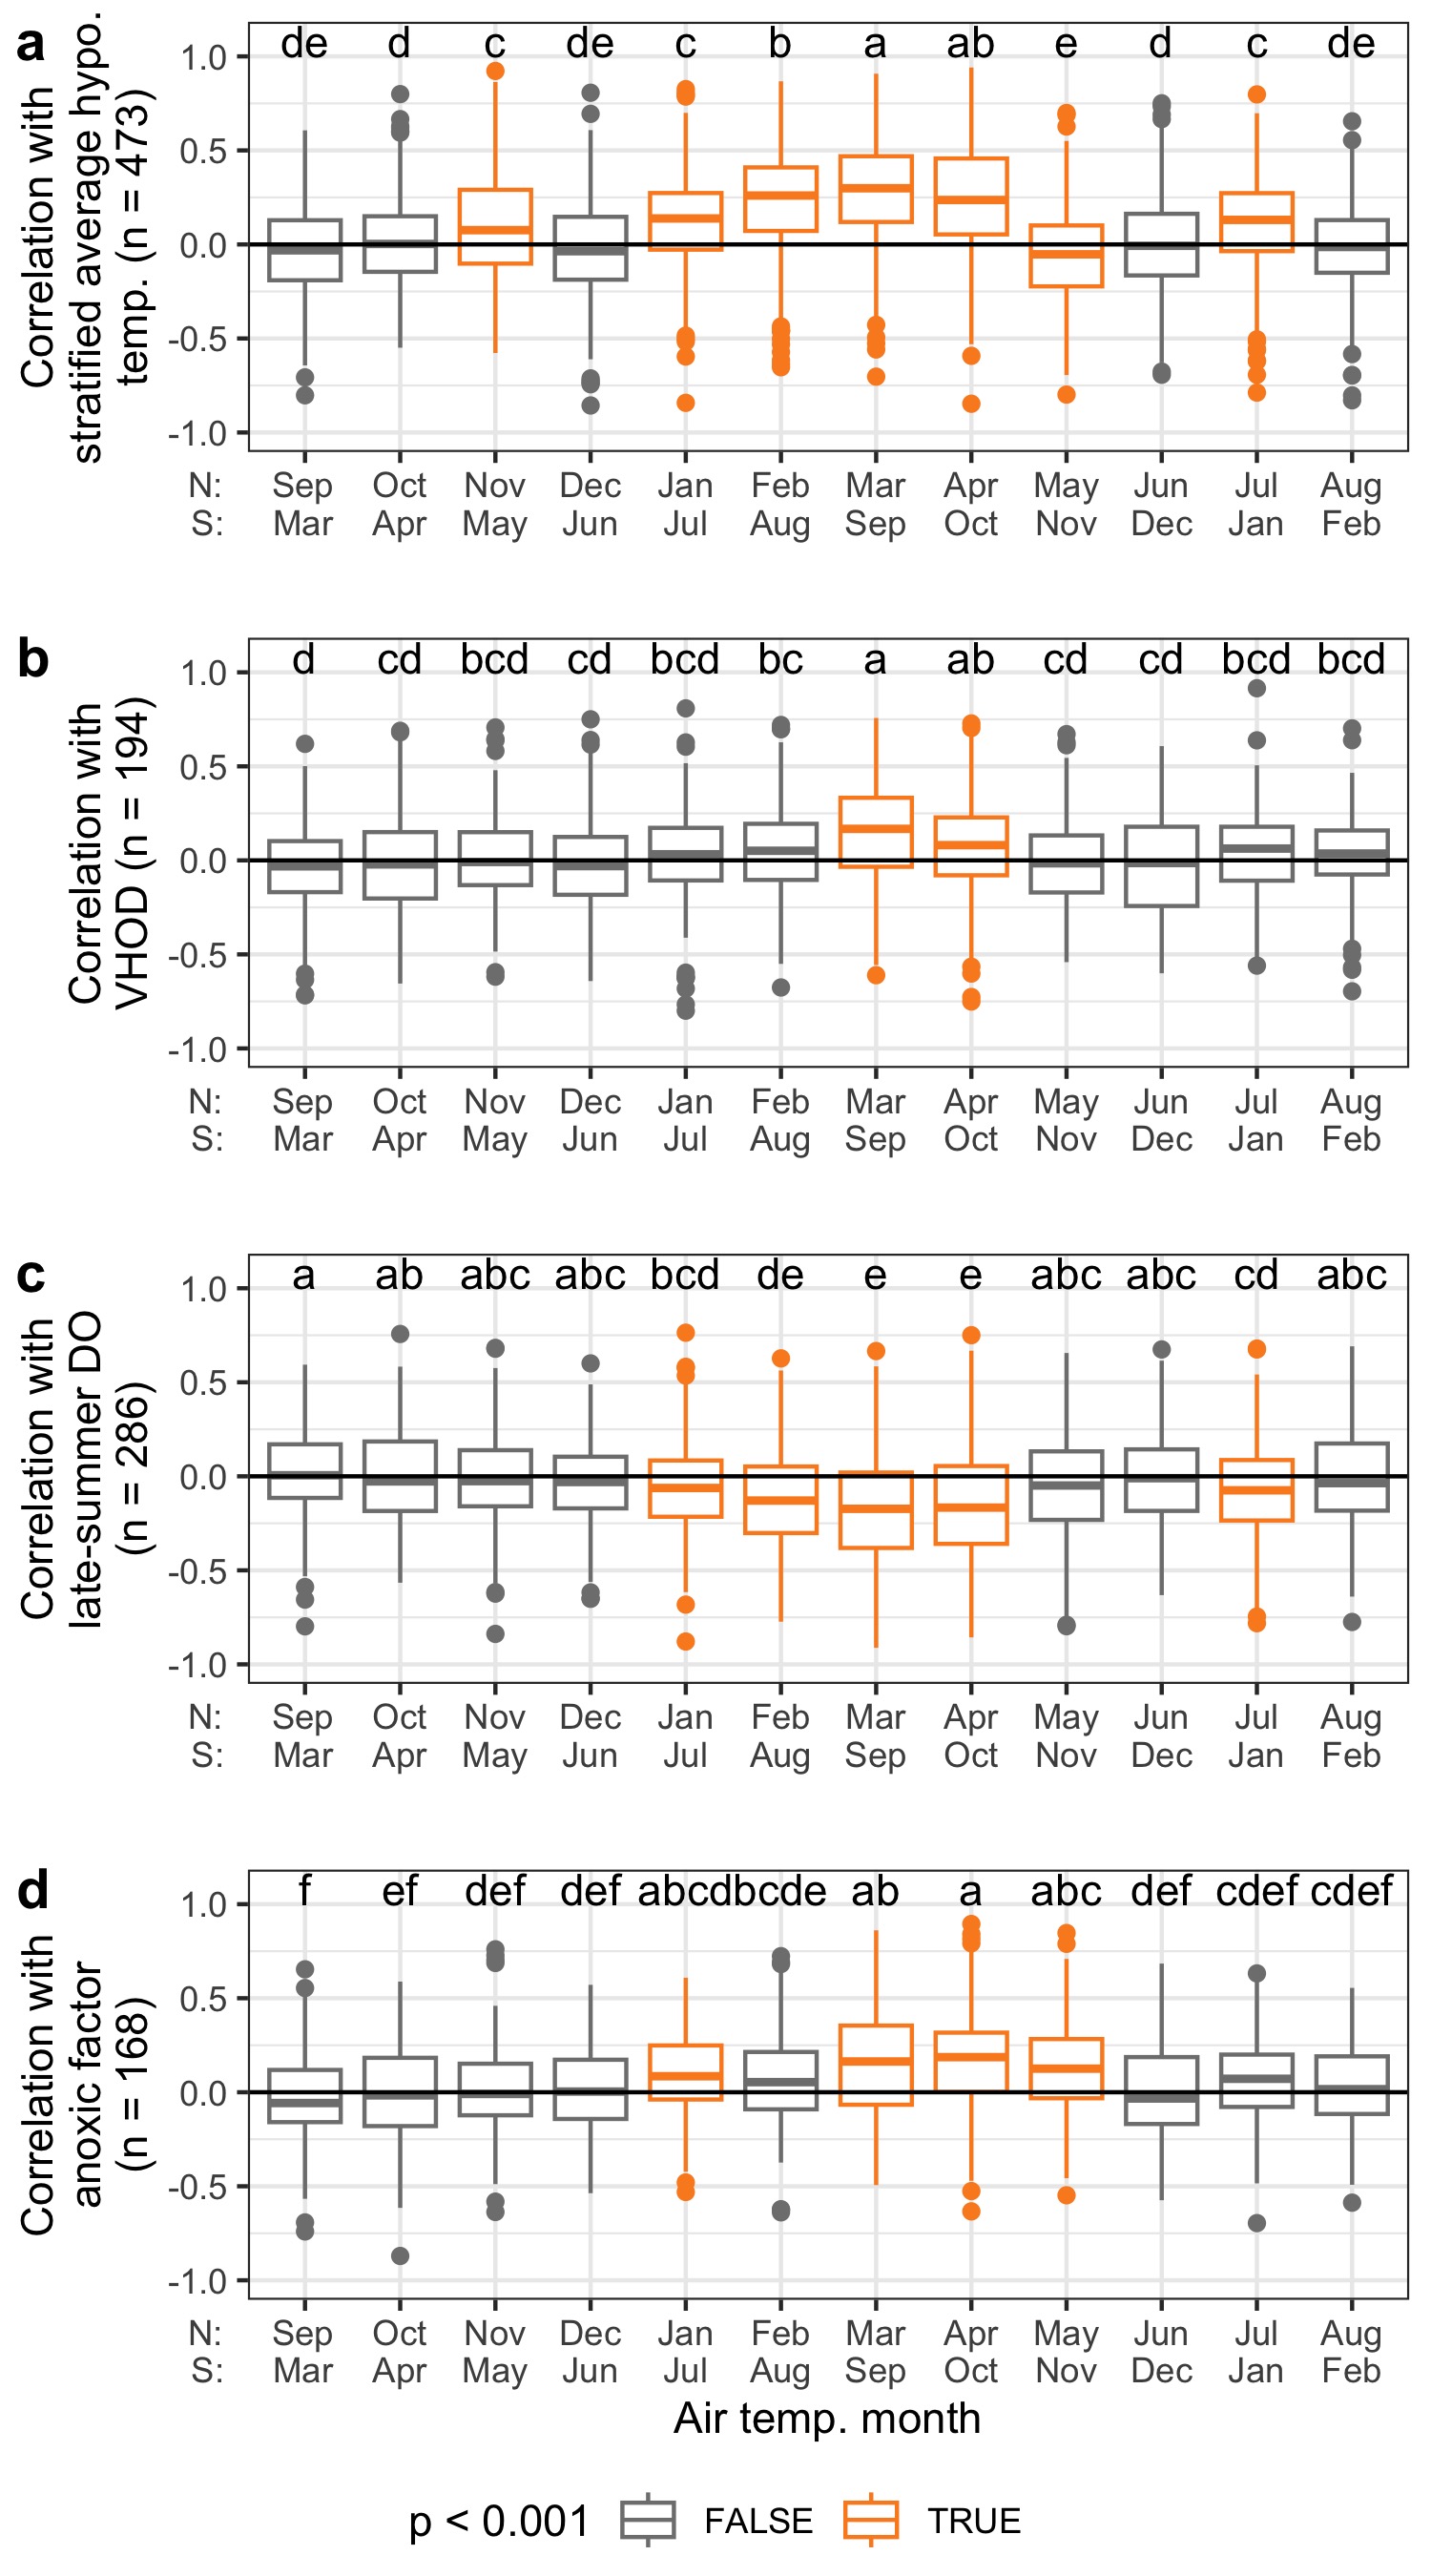 a
Correlation with
stratified average hypo.
temp. (n = 473)
de d c de c b a ab e d c de
1.0
0.5
0.0
-0.5
-1.0
N: Sep Oct Nov Dec Jan Feb Mar Apr May Jun Jul Aug
S: Mar Apr May Jun Jul Aug Sep Oct Nov Dec Jan Feb
b
Correlation with
VHOD (n = 194)
d cd bcd cd bcd bc a ab cd cd bcd bcd
1.0
0.5
0.0
-0.5
-1.0
N: Sep Oct Nov Dec Jan Feb Mar Apr May Jun Jul Aug
S: Mar Apr May Jun Jul Aug Sep Oct Nov Dec Jan Feb
c
Correlation with
late-summer DO
(n = 286)
a ab abc abc bcd de e e abc abc cd abc
1.0
0.5
0.0
-0.5
-1.0
N: Sep Oct Nov Dec Jan Feb Mar Apr May Jun Jul Aug
S: Mar Apr May Jun Jul Aug Sep Oct Nov Dec Jan Feb
d
Correlation with
anoxic factor
(n = 168)
f ef def def abcd bcde ab a abc def cdef cdef
1.0
0.5
0.0
-0.5
-1.0
N: Sep Oct Nov Dec Jan Feb Mar Apr May Jun Jul Aug
S: Mar Apr May Jun Jul Aug Sep Oct Nov Dec Jan Feb
Air temp. month
p < 0.001 FALSE TRUE